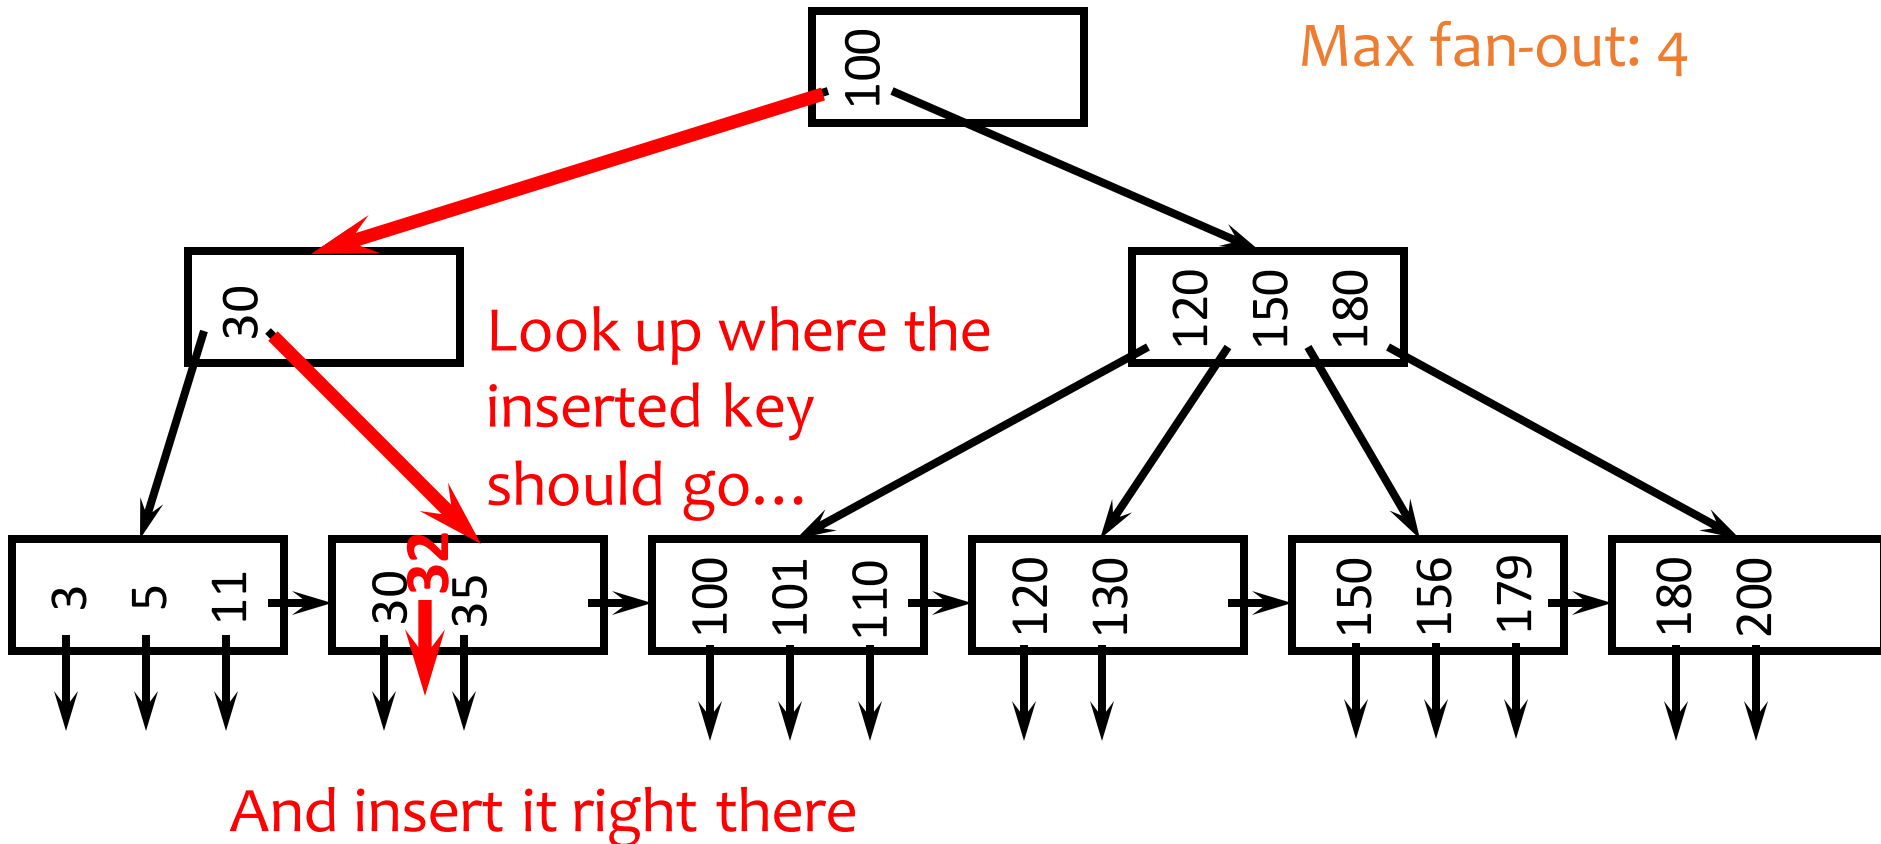 100
Max fan-out: 4
30
120 150 180
Look up where the
inserted key
should go...
3 5 11
30 32 35
100 101 110
120 130
150 156 179
180 200
And insert it right there